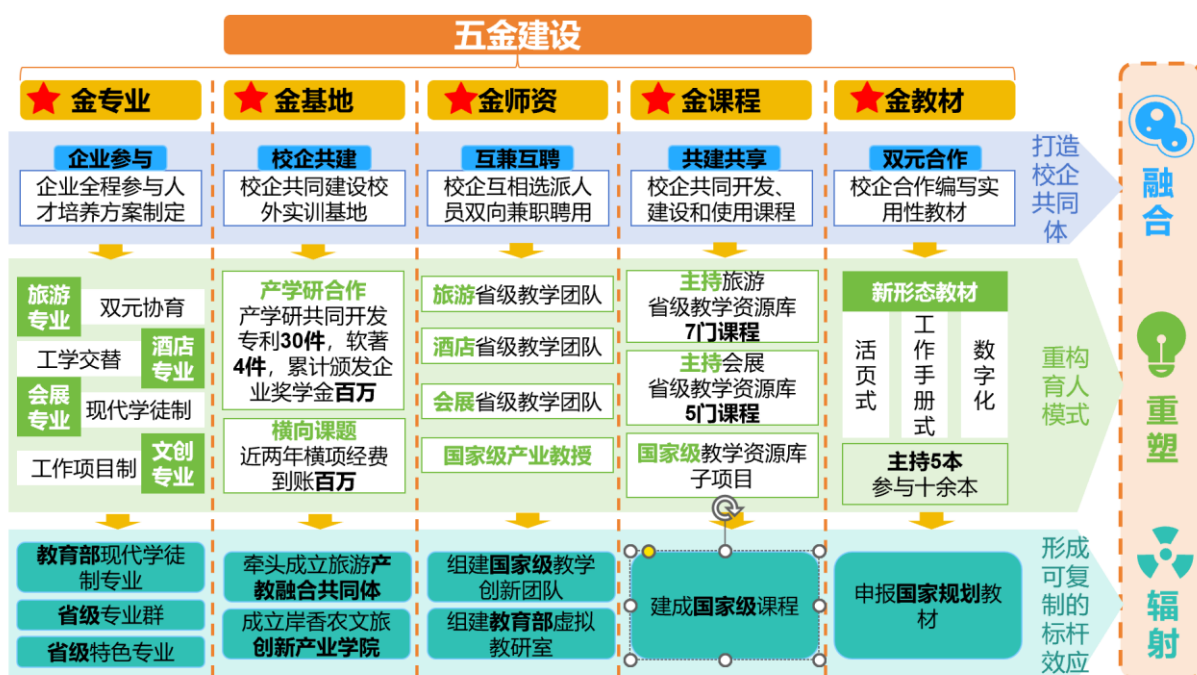 五金建设
金专业
金基地
金师资
金课程
金教材
企业参与
企业全程参与人
才培养方案制定
校企共建
校企共同建设校
外实训基地
互兼互聘
校企互相选派人
员双向兼职聘用
共建共享
校企共同开发、
建设和使用课程
双元合作
校企合作编写实
用性教材
打造
校企
共同
体
融
合
旅游
专业
双元协育
工学交替
酒店
专业
会展
专业
现代学徒制
工作项目制
文创
专业
产学研合作
产学研共同开发
专利30件，软著
4件，累计颁发企
业奖学金百万
横向课题
近两年横项经费
到账百万
旅游省级教学团队
酒店省级教学团队
会展省级教学团队
国家级产业教授
主持旅游
省级教学资源库
7门课程
主持会展
省级教学资源库
5门课程
国家级教学资源库
子项目
新形态教材
活页式
工作手册式
数字化
主持5本
参与十余本
重构
育人
模式
重
塑
教育部现代学徒
制专业
省级专业群
省级特色专业
牵头成立旅游产
教融合共同体
成立岸香农文旅
创新产业学院
组建国家级教学
创新团队
组建教育部虚拟
教研室
建成国家级课程
申报国家规划教
材
形成
可复
制的
标杆
效应
辐
射